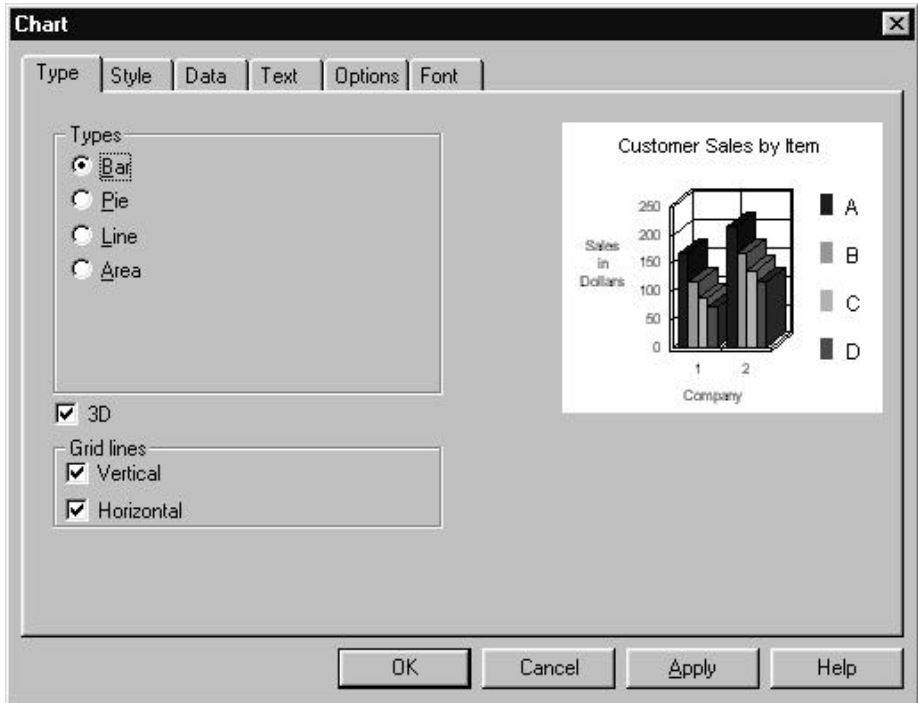 Chart
Type Style Data Text Options Font
Types
Bar
Pie
Line
Area
3D
Grid lines
Vertical
Horizontal
Customer Sales by Item
250
200
150
100
50
0
Sales
in
Dollars
1 2
Company
A
B
C
D
OK Cancel Apply Help